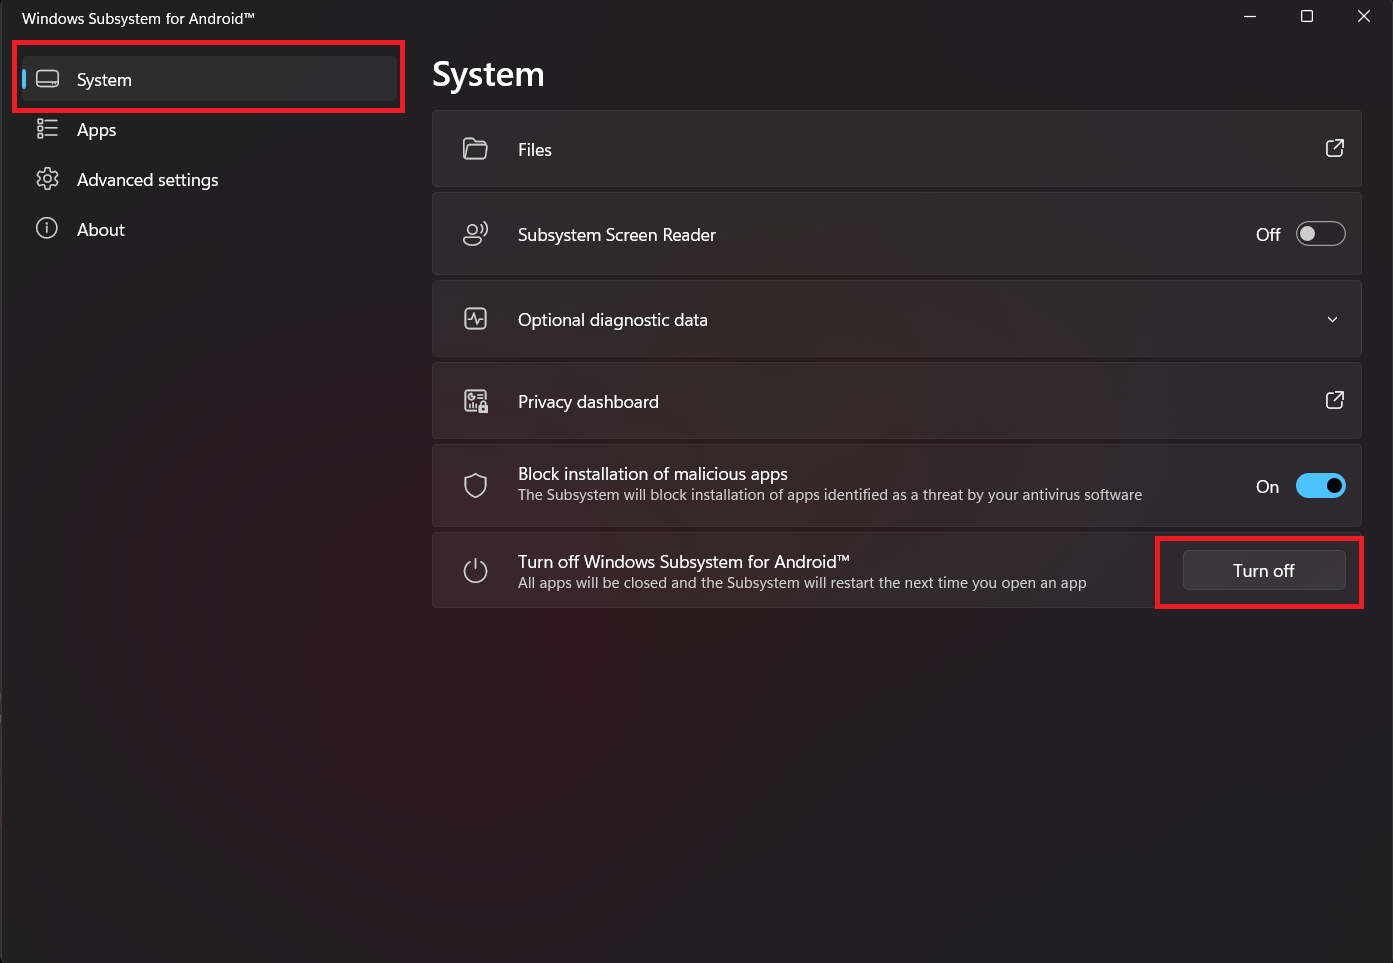 Windows Subsystem for Android™
System
Apps
Advanced settings
About
System
Files
Subsystem Screen Reader
Off
Optional diagnostic data
Privacy dashboard
Block installation of malicious apps
The Subsystem will block installation of apps identified as a threat by your antivirus software
On
Turn off Windows Subsystem for Android™
All apps will be closed and the Subsystem will restart the next time you open an app
Turn off